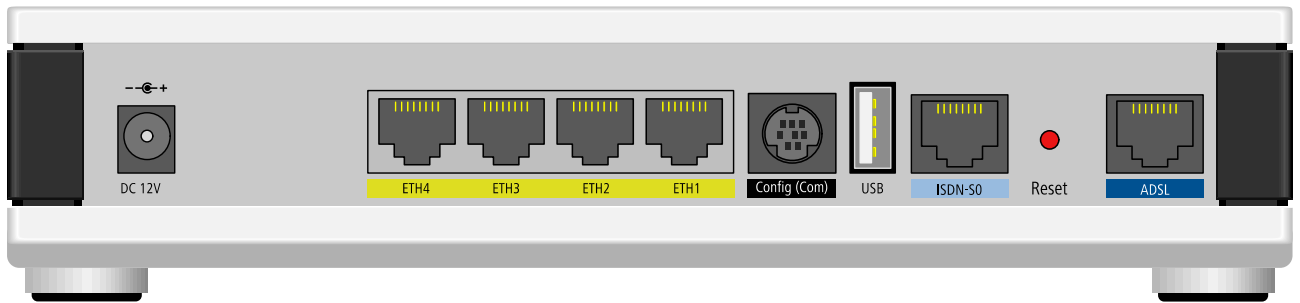 DC 12V
ETH4
ETH3
ETH2
ETH1
Config (Com)
USB
ISDN-S0
Reset
ADSL